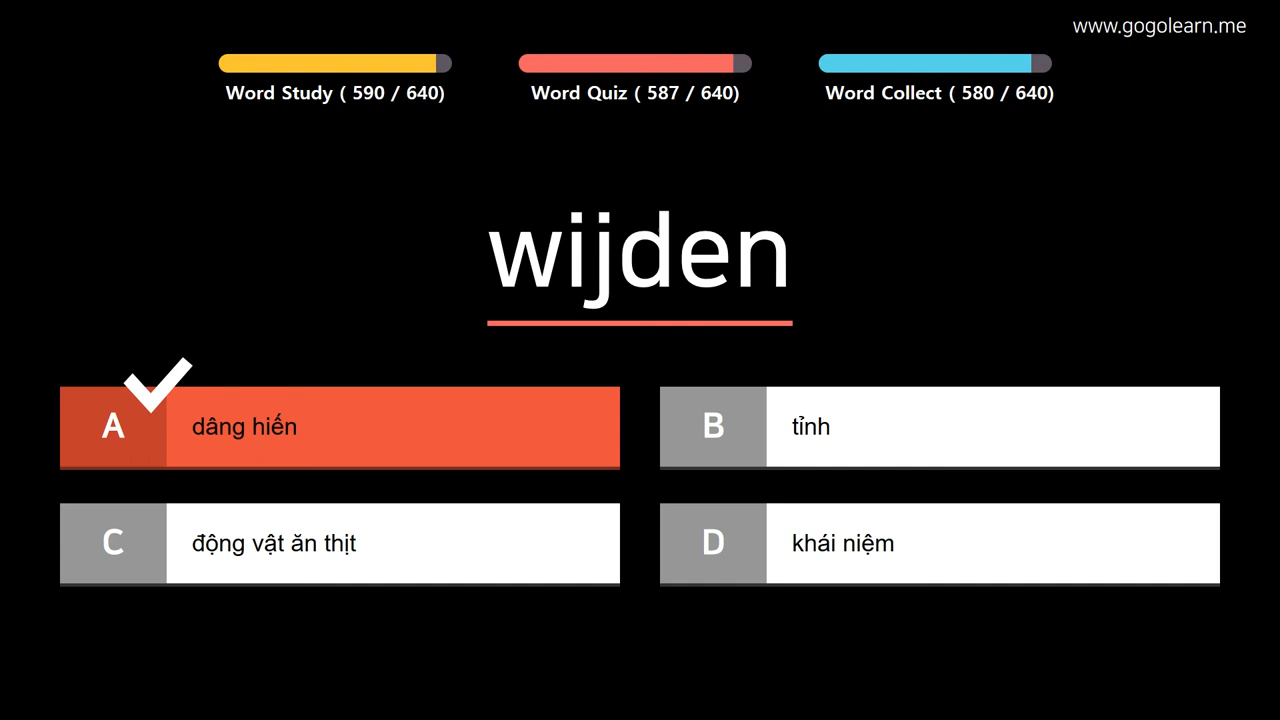 www.gogolearn.me
Word Study ( 590 / 640)
Word Quiz ( 587 / 640)
Word Collect ( 580 / 640)
wijden
A dâng hiến
B tỉnh
C động vật ăn thịt
D khái niệm